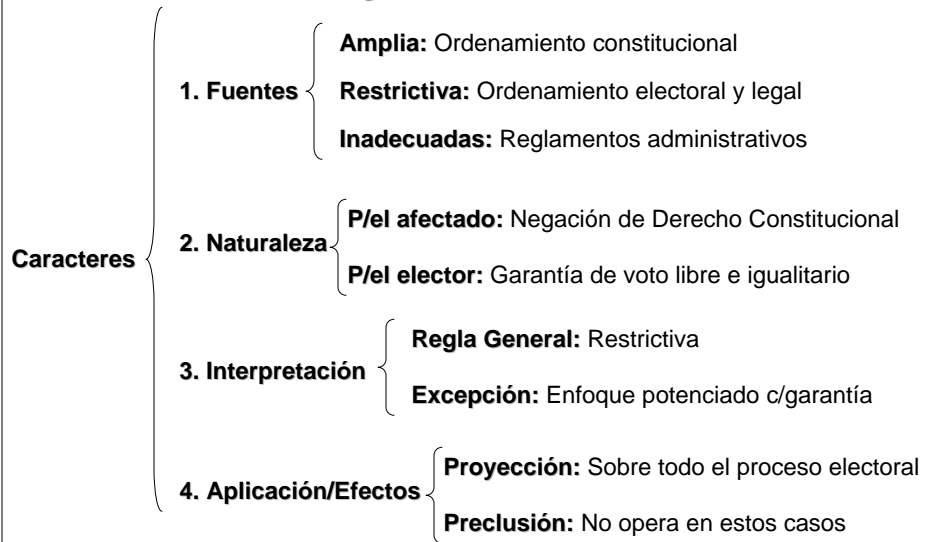 Amplia: Ordenamiento constitucional
1. Fuentes
Restrictiva: Ordenamiento electoral y legal
Inadecuadas: Reglamentos administrativos
P/el afectado: Negación de Derecho Constitucional
2. Naturaleza
Caracteres
P/el elector: Garantía de voto libre e igualitario
Regla General: Restrictiva
3. Interpretación
Excepción: Enfoque potenciado c/garantía
Proyección: Sobre todo el proceso electoral
4. Aplicación/Efectos
Preclusión: No opera en estos casos